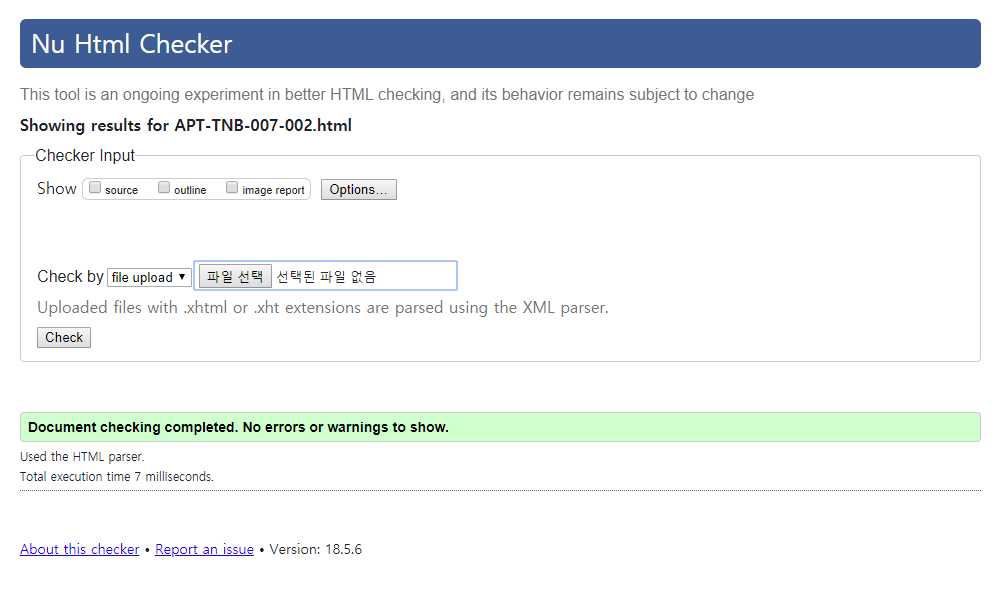 Nu Html Checker
This tool is an ongoing experiment in better HTML checking, and its behavior remains subject to change
Showing results for APT-TNB-007-002.html
Checker Input
Show source outline image report Options...
Check by file upload 파일 선택 선택된 파일 없음
Uploaded files with .xhtml or .xht extensions are parsed using the XML parser.
Check
Document checking completed. No errors or warnings to show.
Used the HTML parser.
Total execution time 7 milliseconds.
About this checker • Report an issue • Version: 18.5.6